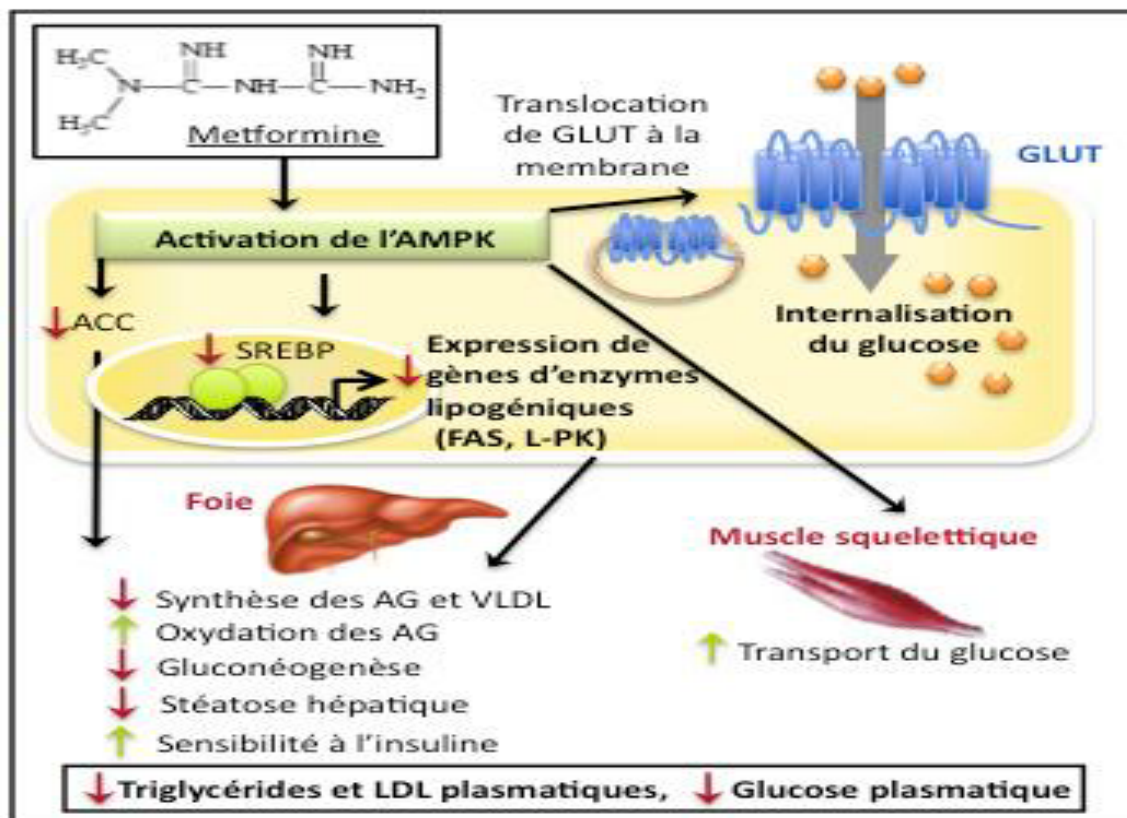 H₃C
NH
NH
N—C—NH—C—NH₂
H₃C
Metformine
Translocation
de GLUT à la
membrane
GLUT
Activation de l'AMPK
ACC
SREBP
Expression de
gènes d'enzymes
lipogéniques
(FAS, L-PK)
Internalisation
du glucose
Foie
↓ Synthèse des AG et VLDL
↑ Oxydation des AG
↓ Gluconéogenèse
↓ Stéatose hépatique
↑ Sensibilité à l'insuline
Muscle squelettique
↑ Transport du glucose
↓ Triglycérides et LDL plasmatiques, ↓ Glucose plasmatique